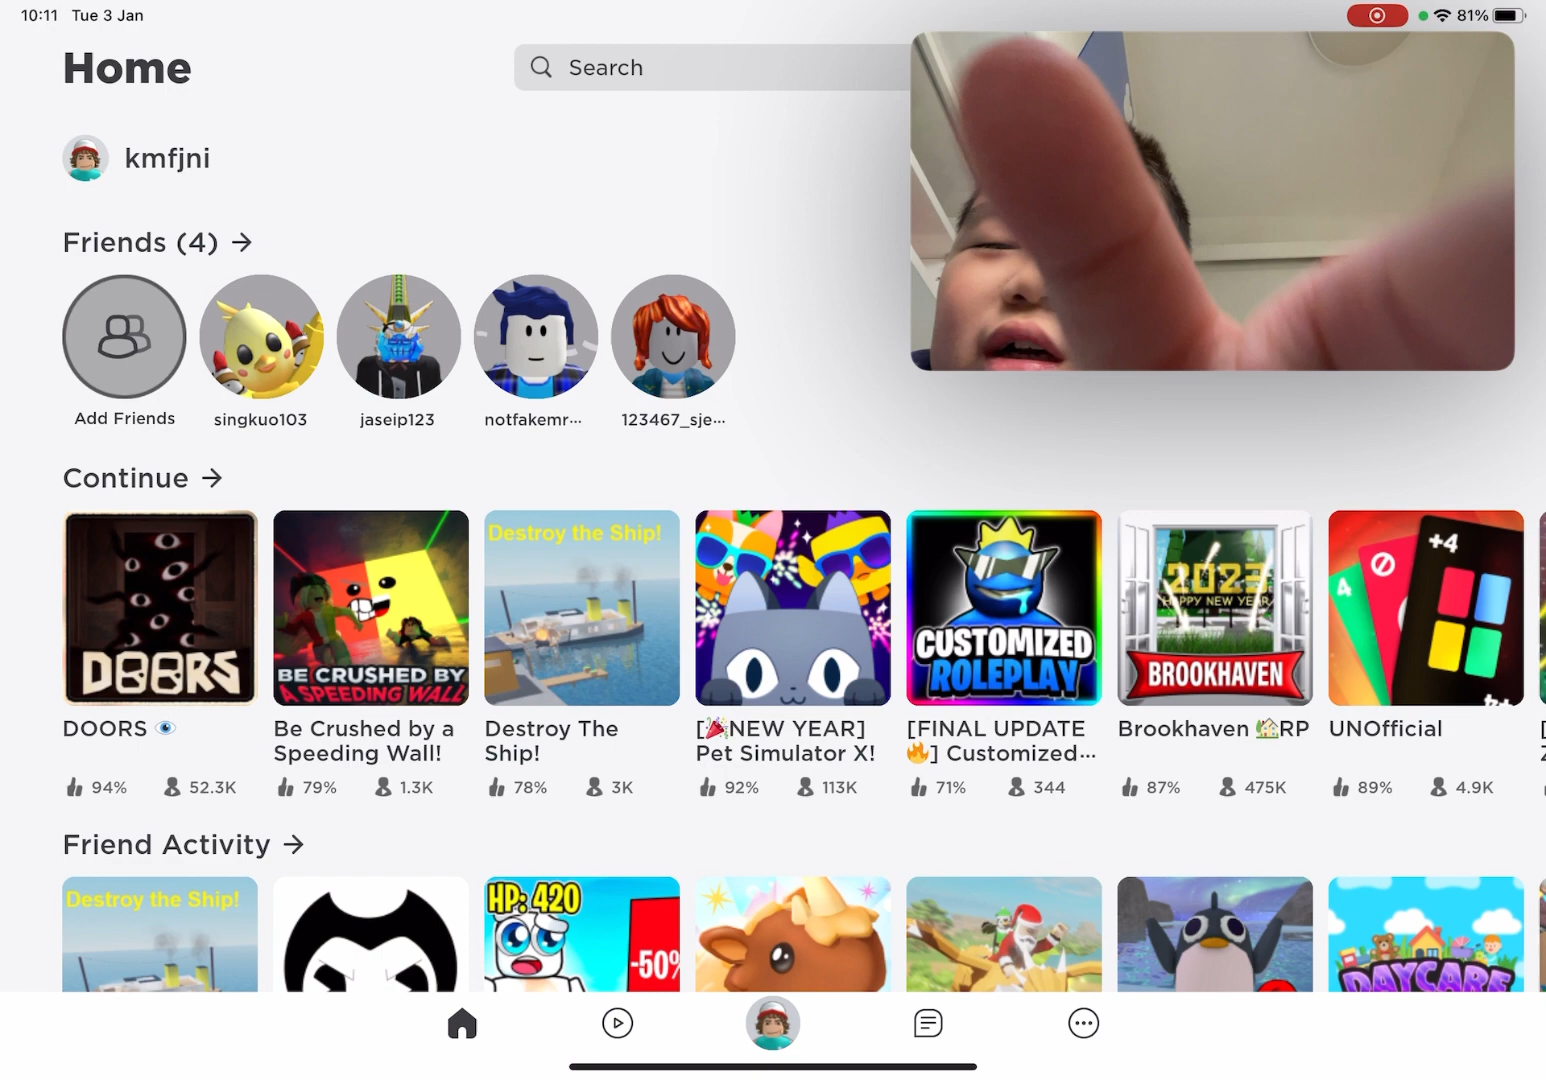 10:11 Tue 3 Jan
81%
Home
Search
kmfjni
Friends (4) →
Add Friends
singkuo103
jaseip123
notfakemr...
123467_sje...
Continue →
DOORS
BE CRUSHED BY
A SPEEDING WALL
Destroy the Ship!
CUSTOMIZED
ROLEPLAY
2023
HAPPY NEW YEAR
BROOKHAVEN
4
+4
DOORS 👁
Be Crushed by a
Speeding Wall!
Destroy The
Ship!
[🎉NEW YEAR]
Pet Simulator X!
[FINAL UPDATE
🔥] Customized...
Brookhaven 🏡RP
UNOfficial
94% 52.3K
79% 1.3K
78% 3K
92% 113K
71% 344
87% 475K
89% 4.9K
Friend Activity →
Destroy the Ship!
HP: 420
-50%
DAYCARE